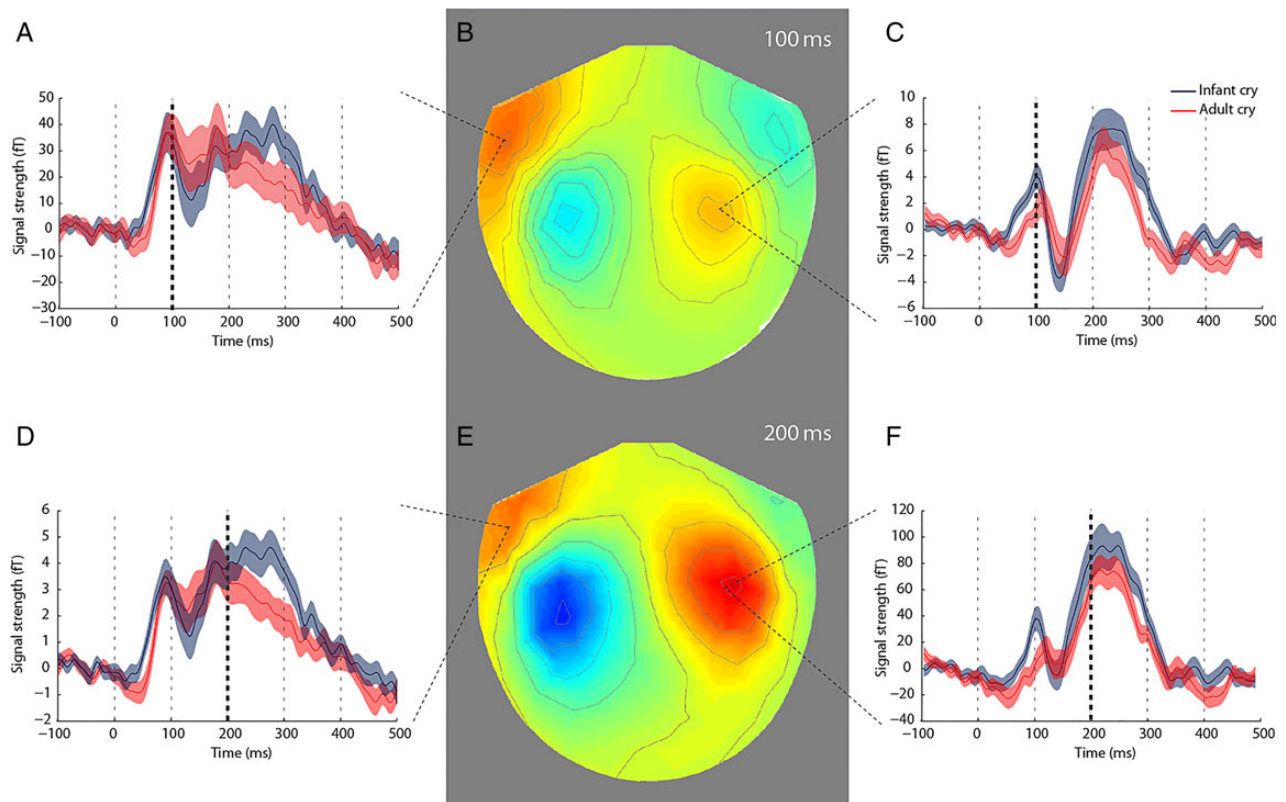 A
B
100 ms
C
Infant cry
Adult cry
Signal strength (fT)
50
40
30
20
10
0
−10
−20
−30
−100 0 100 200 300 400 500
Time (ms)
Signal strength (fT)
10
8
6
4
2
0
−2
−4
−6
−100 0 100 200 300 400 500
Time (ms)
D
E
200 ms
F
Signal strength (fT)
6
5
4
3
2
1
0
−1
−2
−100 0 100 200 300 400 500
Time (ms)
Signal strength (fT)
120
100
80
60
40
20
0
−20
−40
−100 0 100 200 300 400 500
Time (ms)